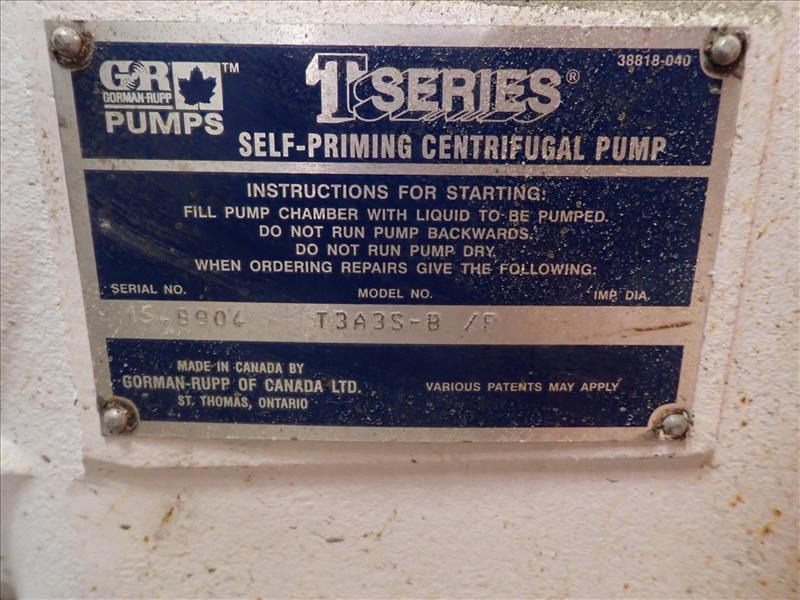 GR
GORMAN-RUPP
PUMPS
™
T SERIES®
38818-040
SELF-PRIMING CENTRIFUGAL PUMP
INSTRUCTIONS FOR STARTING:
FILL PUMP CHAMBER WITH LIQUID TO BE PUMPED.
DO NOT RUN PUMP BACKWARDS.
DO NOT RUN PUMP DRY.
WHEN ORDERING REPAIRS GIVE THE FOLLOWING:
SERIAL NO. MODEL NO. IMP. DIA.
T3A3S-B /F
MADE IN CANADA BY
GORMAN-RUPP OF CANADA LTD.
ST. THOMAS, ONTARIO
VARIOUS PATENTS MAY APPLY